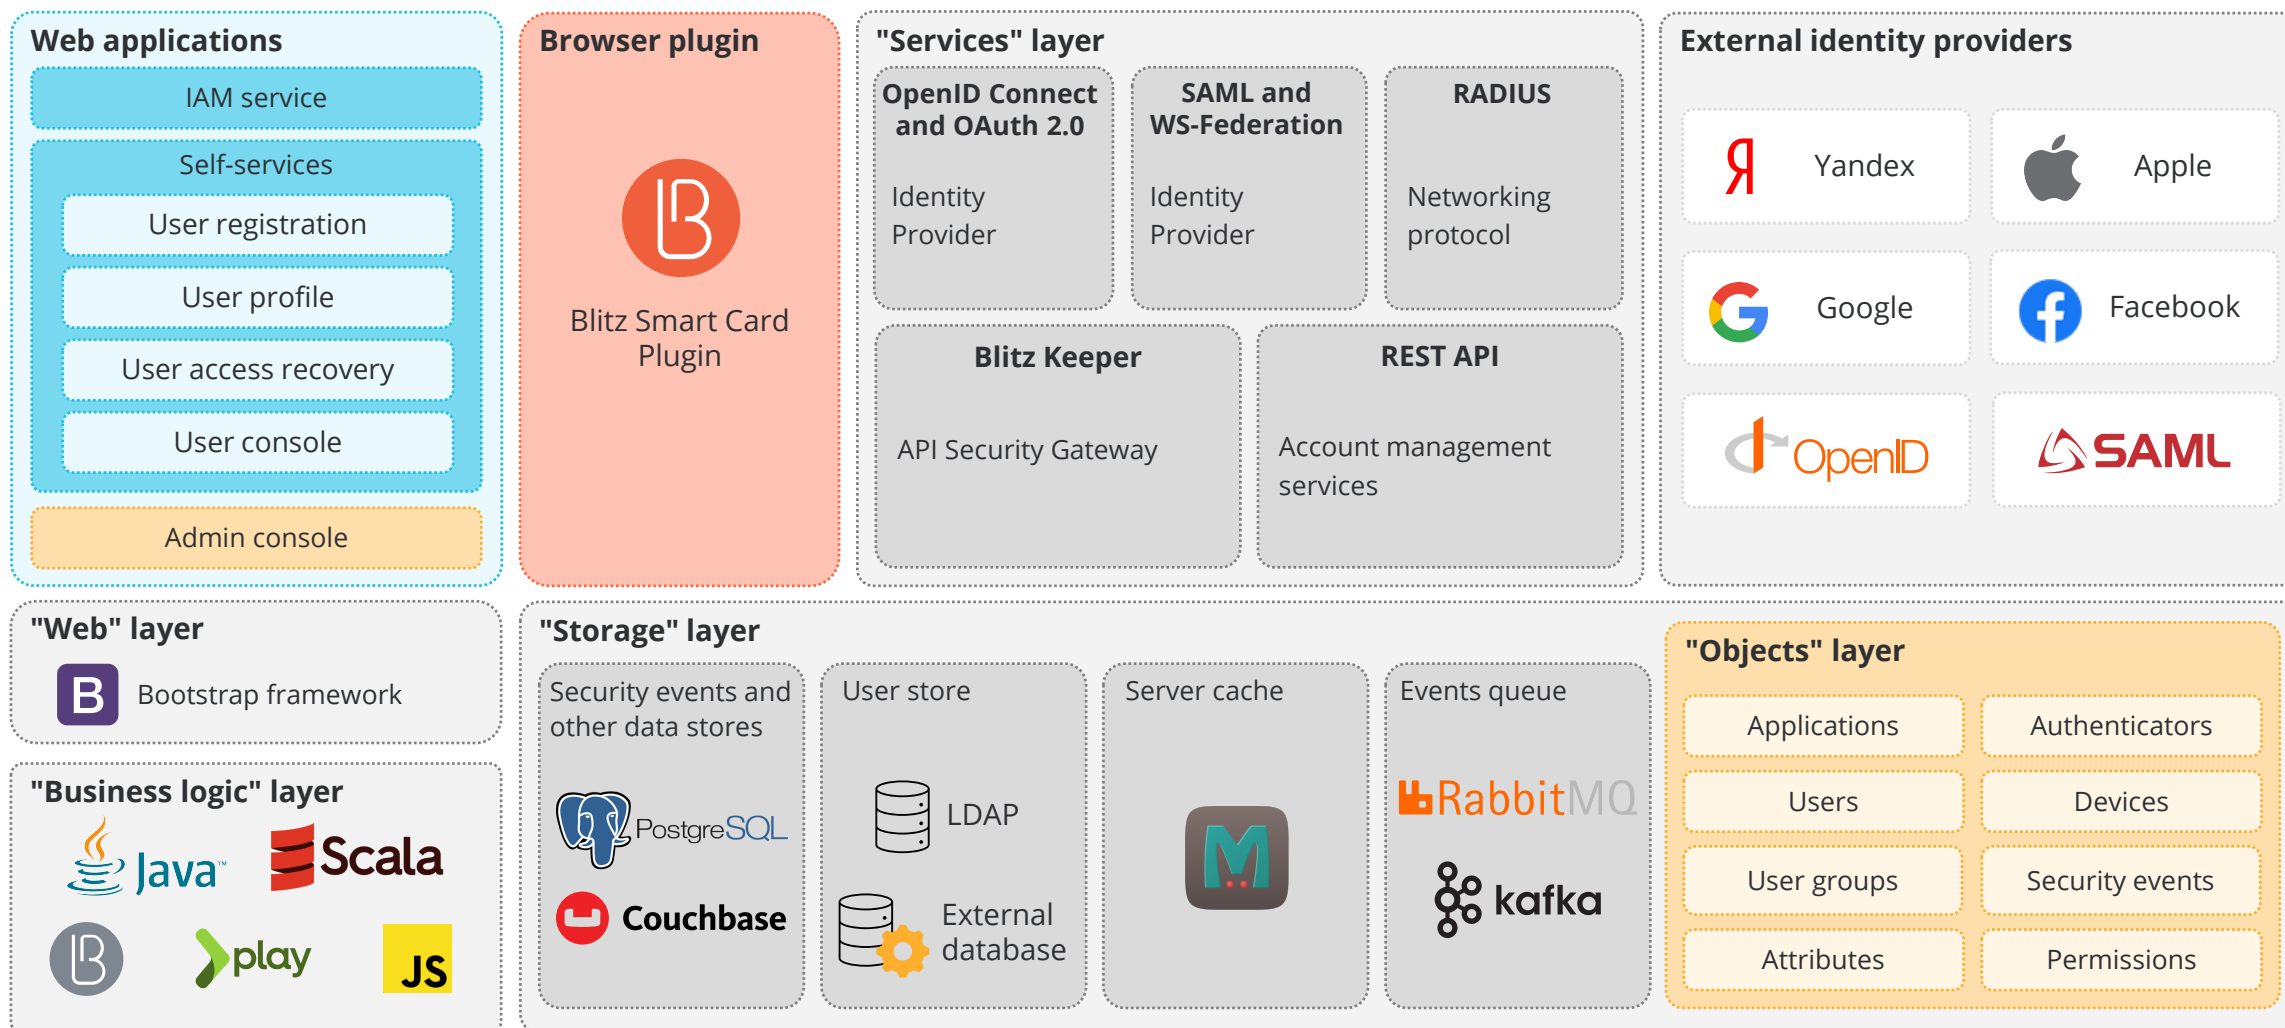 Web applications
IAM service
Self-services
User registration
User profile
User access recovery
User console
Admin console
Browser plugin
Blitz Smart Card
Plugin
"Services" layer
OpenID Connect
and OAuth 2.0
Identity
Provider
SAML and
WS-Federation
Identity
Provider
RADIUS
Networking
protocol
Blitz Keeper
API Security Gateway
REST API
Account management
services
External identity providers
Я
Yandex
Apple
Google
Facebook
OpenID
SAML
"Web" layer
B
Bootstrap framework
"Business logic" layer
Java™
Scala
play
JS
"Storage" layer
Security events and
other data stores
PostgreSQL
Couchbase
User store
LDAP
External
database
Server cache
Events queue
RabbitMQ
kafka
"Objects" layer
Applications
Authenticators
Users
Devices
User groups
Security events
Attributes
Permissions